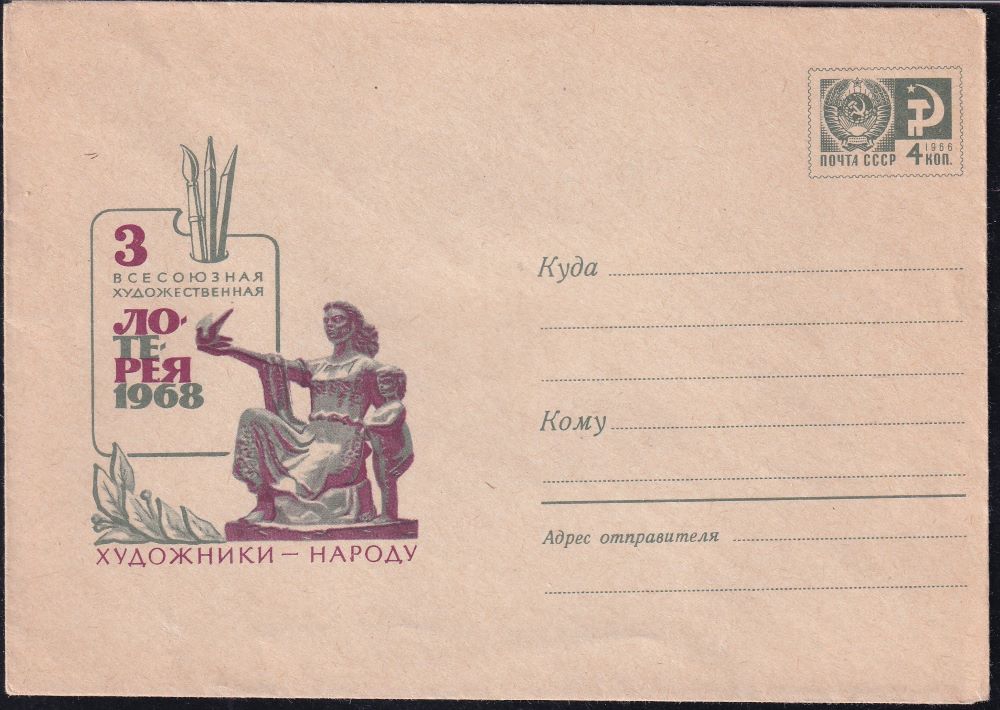 3
ВСЕСОЮЗНАЯ
ХУДОЖЕСТВЕННАЯ
ЛО-
ТЕ-
РЕЯ
1968
ХУДОЖНИКИ — НАРОДУ
1966
ПОЧТА СССР 4 КОП.
Куда
Кому
Адрес отправителя